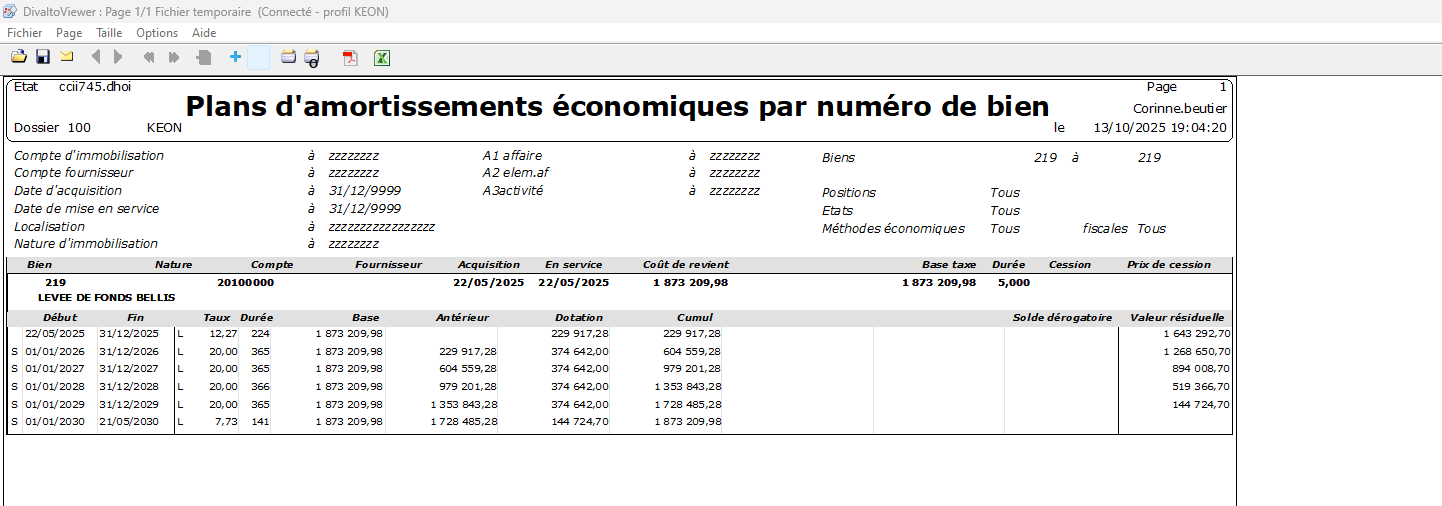 DivaltoViewer : Page 1/1 Fichier temporaire (Connecté - profil KEON)
Fichier Page Taille Options Aide
Etat ccii745.dhoi Page 1
Plans d'amortissements économiques par numéro de bien
Corinne.beutier
Dossier 100 KEON le 13/10/2025 19:04:20
Compte d'immobilisation à zzzzzzzz A1 affaire à zzzzzzzz Biens 219 à 219
Compte fournisseur à zzzzzzzz A2 elem.af à zzzzzzzz
Date d'acquisition à 31/12/9999 A3activité à zzzzzzzz Positions Tous
Date de mise en service à 31/12/9999 Etats Tous
Localisation à zzzzzzzzzzzzzzzzz Méthodes économiques Tous fiscales Tous
Nature d'immobilisation à zzzzzzzz
Bien Nature Compte Fournisseur Acquisition En service Coût de revient Base taxe Durée Cession Prix de cession
219 20100000 22/05/2025 22/05/2025 1 873 209,98 1 873 209,98 5,000
LEVEE DE FONDS BELLIS
Début Fin Taux Durée Base Antérieur Dotation Cumul Solde dérogatoire Valeur résiduelle
22/05/2025 31/12/2025 L 12,27 224 1 873 209,98 229 917,28 229 917,28 1 643 292,70
S 01/01/2026 31/12/2026 L 20,00 365 1 873 209,98 229 917,28 374 642,00 604 559,28 1 268 650,70
S 01/01/2027 31/12/2027 L 20,00 365 1 873 209,98 604 559,28 374 642,00 979 201,28 894 008,70
S 01/01/2028 31/12/2028 L 20,00 366 1 873 209,98 979 201,28 374 642,00 1 353 843,28 519 366,70
S 01/01/2029 31/12/2029 L 20,00 365 1 873 209,98 1 353 843,28 374 642,00 1 728 485,28 144 724,70
S 01/01/2030 21/05/2030 L 7,73 141 1 873 209,98 1 728 485,28 144 724,70 1 873 209,98